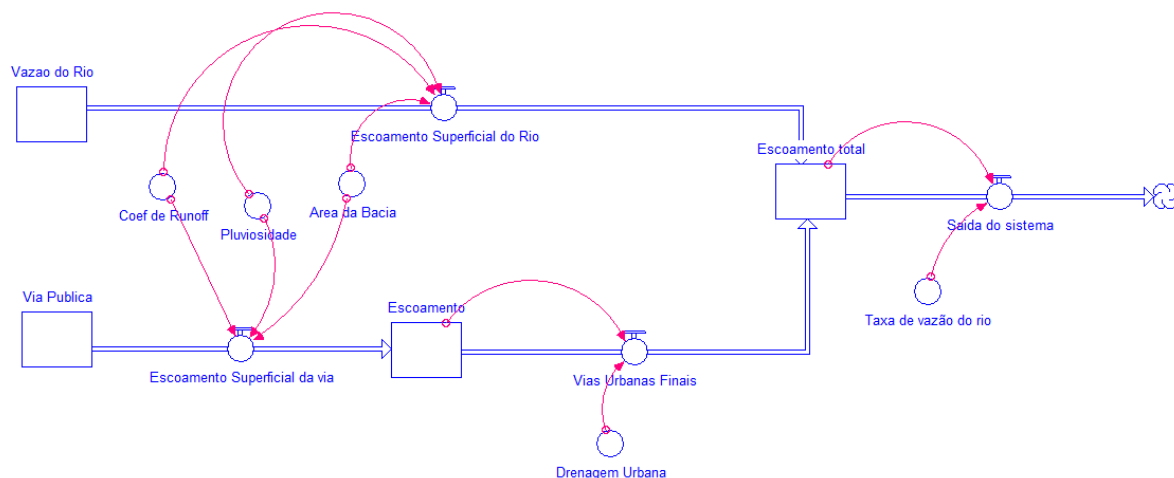 Vazao do Rio
Escoamento Superficial do Rio
Escoamento total
Coef de Runoff
Pluviosidade
Area da Bacia
Saida do sistema
Via Publica
Escoamento
Taxa de vazão do rio
Escoamento Superficial da via
Vias Urbanas Finais
Drenagem Urbana